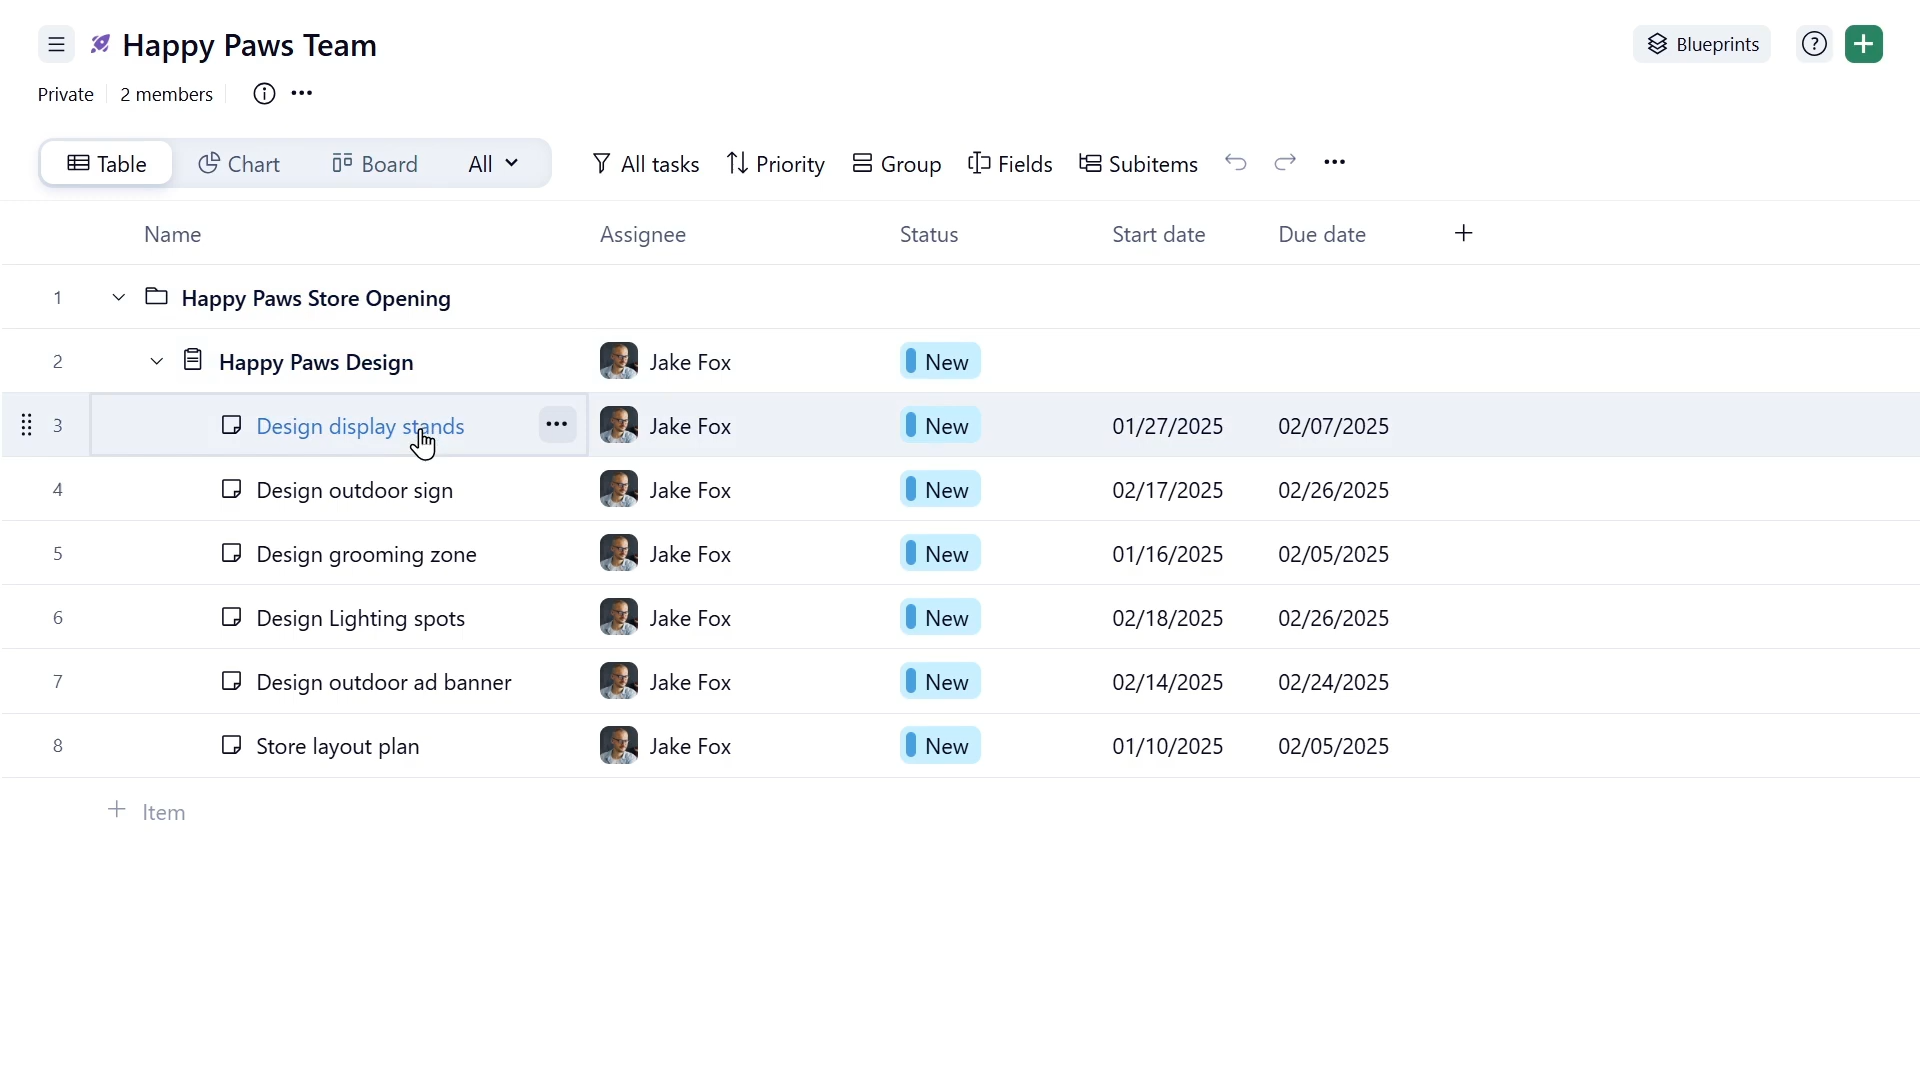 Happy Paws Team
Blueprints
Private 2 members
Table Chart Board All All tasks Priority Group Fields Subitems
Name Assignee Status Start date Due date
1 Happy Paws Store Opening
2 Happy Paws Design Jake Fox New
3 Design display stands Jake Fox New 01/27/2025 02/07/2025
4 Design outdoor sign Jake Fox New 02/17/2025 02/26/2025
5 Design grooming zone Jake Fox New 01/16/2025 02/05/2025
6 Design Lighting spots Jake Fox New 02/18/2025 02/26/2025
7 Design outdoor ad banner Jake Fox New 02/14/2025 02/24/2025
8 Store layout plan Jake Fox New 01/10/2025 02/05/2025
+ Item